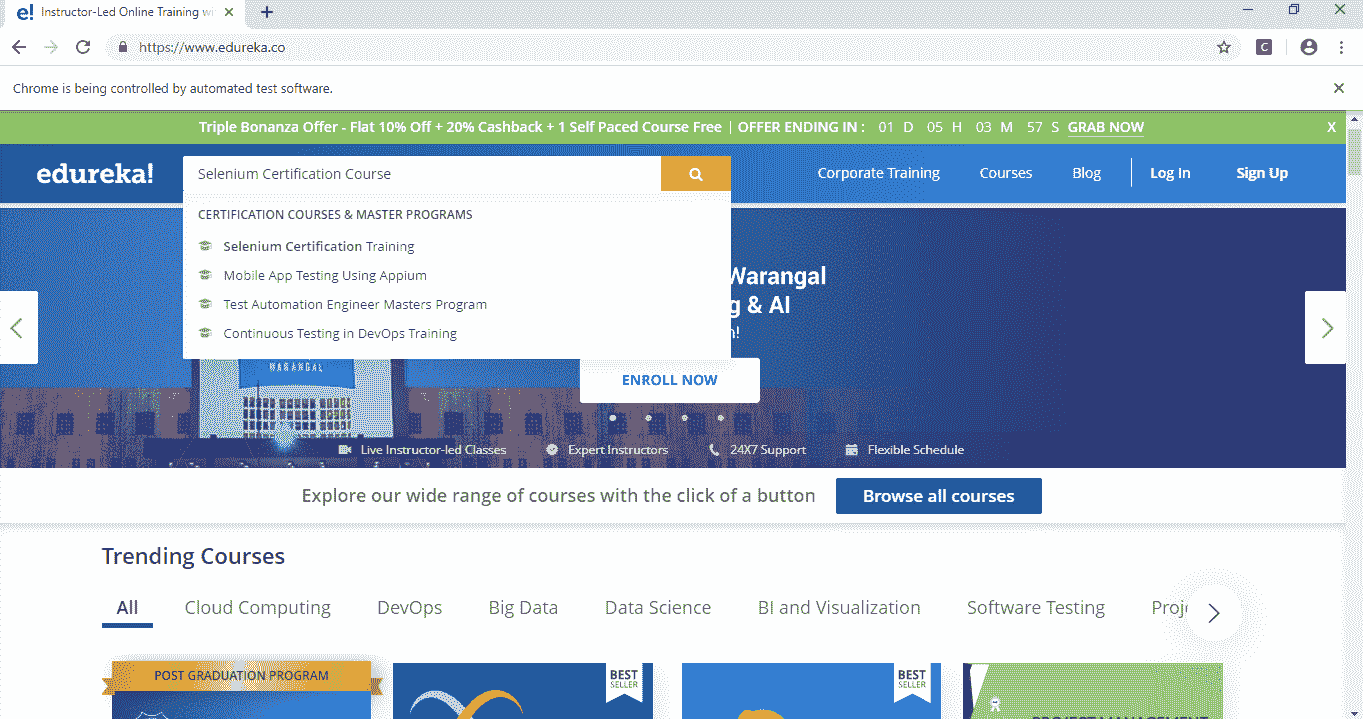 e! Instructor-Led Online Training wi
https://www.edureka.co
C
Chrome is being controlled by automated test software.
Triple Bonanza Offer - Flat 10% Off + 20% Cashback + 1 Self Paced Course Free | OFFER ENDING IN : 01 D 05 H 03 M 57 S GRAB NOW X
edureka! Selenium Certification Course Corporate Training Courses Blog Log In Sign Up
CERTIFICATION COURSES & MASTER PROGRAMS
Selenium Certification Training
Mobile App Testing Using Appium
Test Automation Engineer Masters Program
Continuous Testing in DevOps Training
Warangal
g & AI
n!
WARANGAL
ENROLL NOW
Live Instructor-led Classes Expert Instructors 24X7 Support Flexible Schedule
Explore our wide range of courses with the click of a button Browse all courses
Trending Courses
All Cloud Computing DevOps Big Data Data Science BI and Visualization Software Testing Proj
POST GRADUATION PROGRAM
BEST
SELLER
BEST
SELLER
PROJECT MANAGEMENT